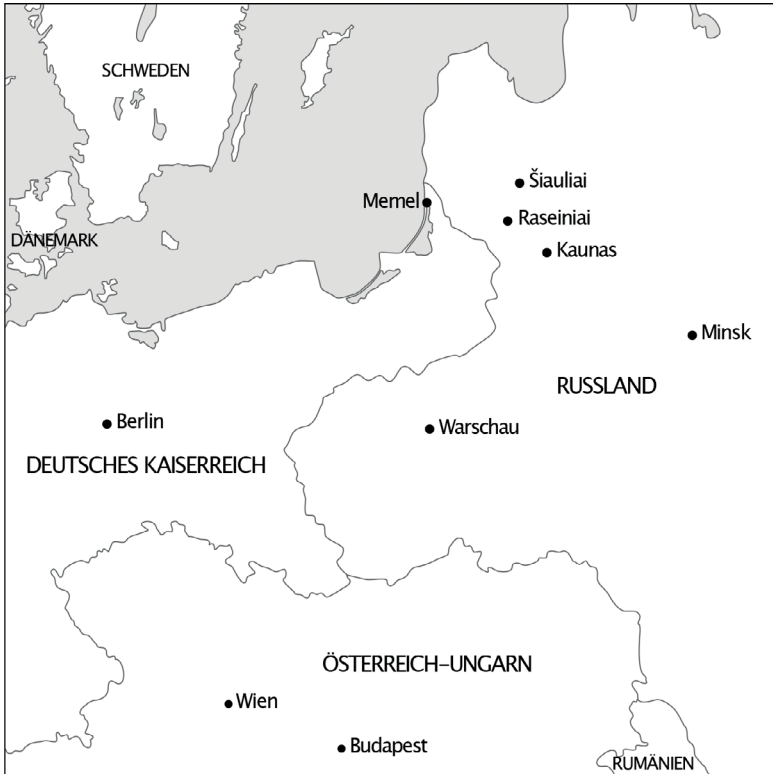 SCHWEDEN
Šiauliai
Memel
Raseiniai
DÄNEMARK
Kaunas
Minsk
RUSSLAND
Berlin
Warschau
DEUTSCHES KAISERREICH
ÖSTERREICH–UNGARN
Wien
Budapest
RUMÄNIEN